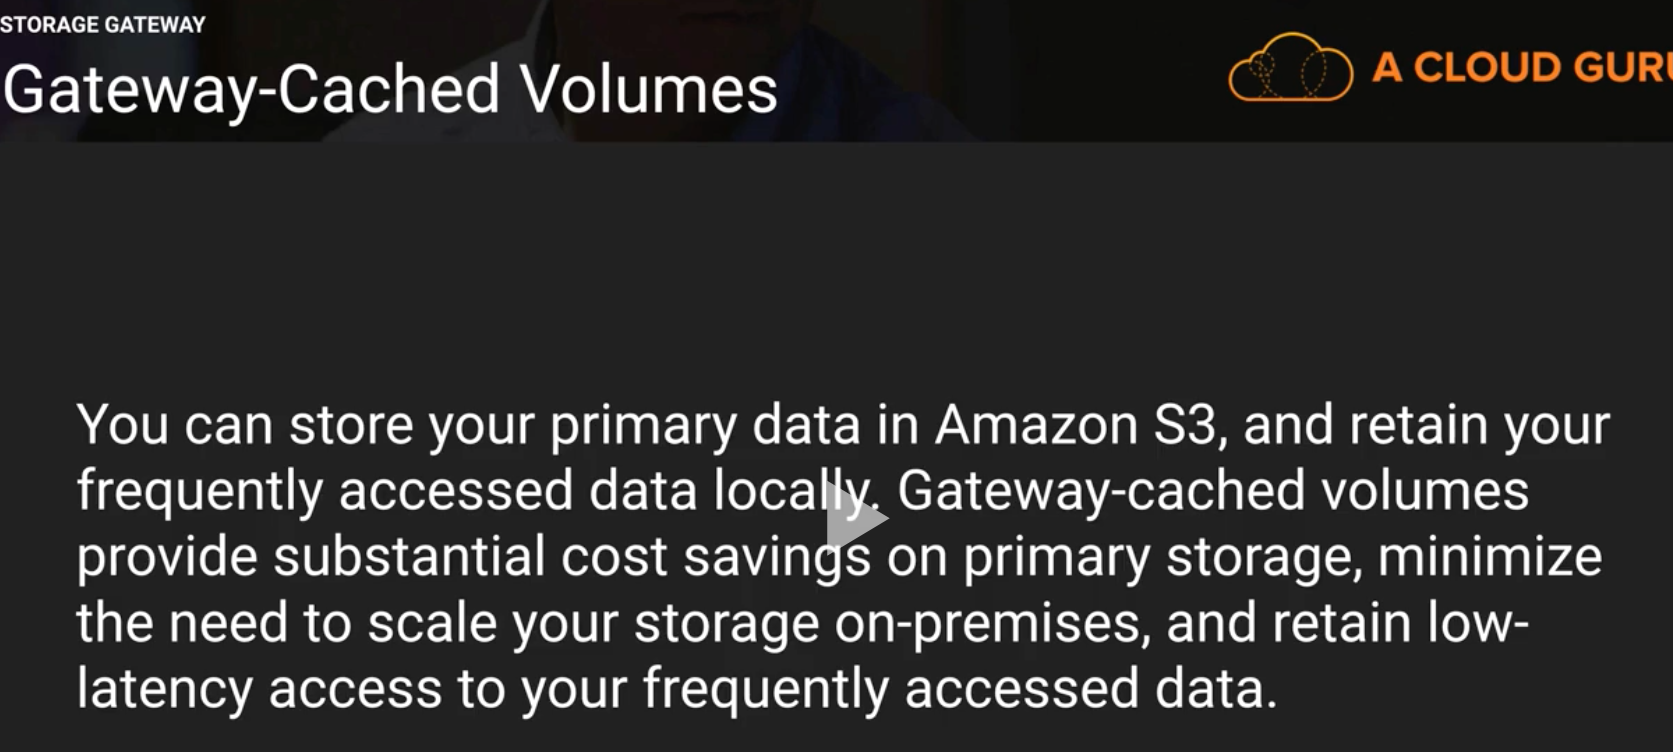 STORAGE GATEWAY
Gateway-Cached Volumes
A CLOUD GURU
You can store your primary data in Amazon S3, and retain your
frequently accessed data locally. Gateway-cached volumes
provide substantial cost savings on primary storage, minimize
the need to scale your storage on-premises, and retain low-
latency access to your frequently accessed data.